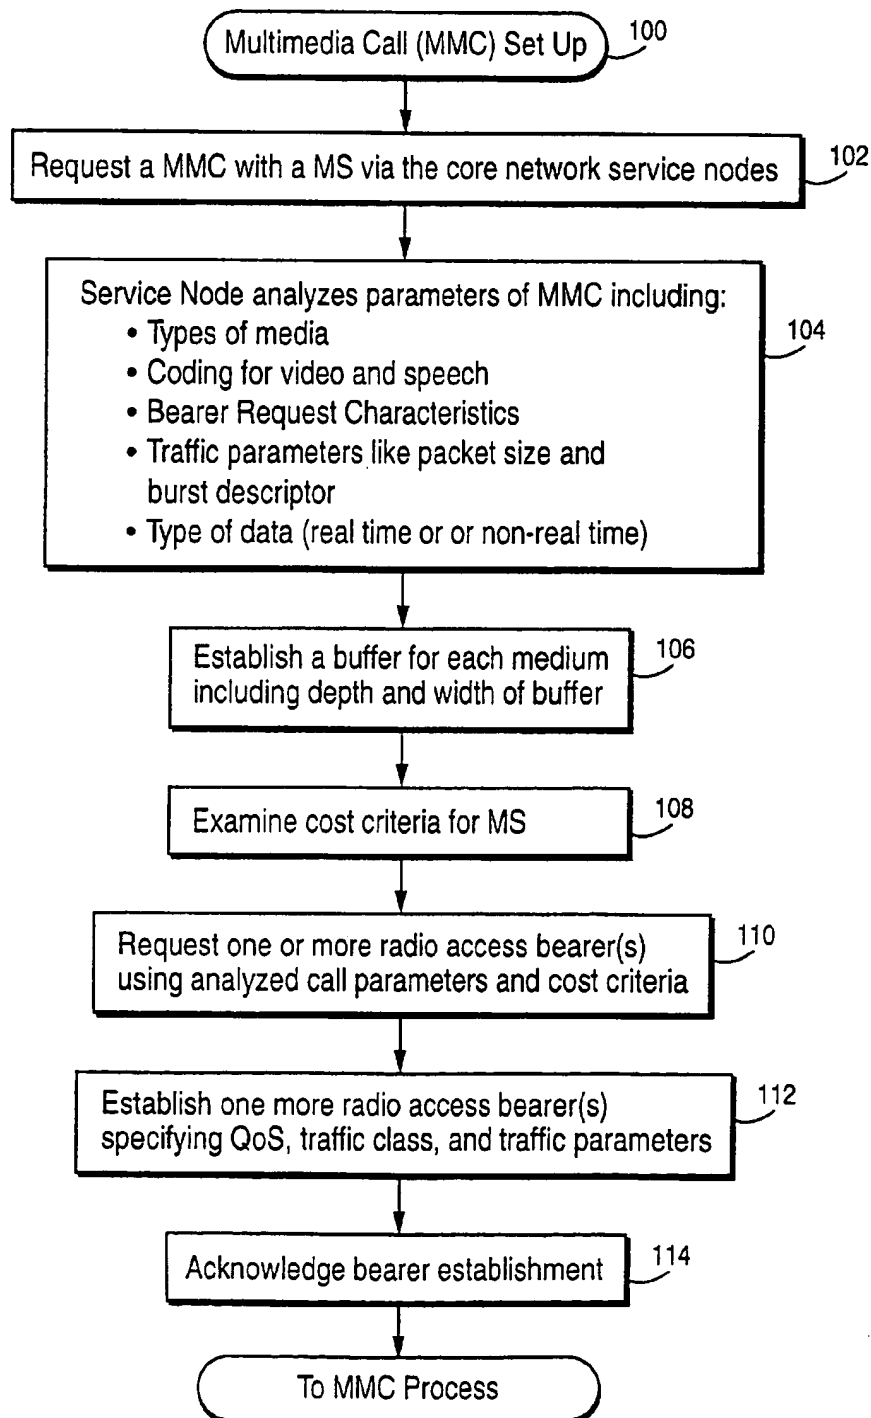 Multimedia Call (MMC) Set Up
100
Request a MMC with a MS via the core network service nodes
102
Service Node analyzes parameters of MMC including:
• Types of media
• Coding for video and speech
• Bearer Request Characteristics
• Traffic parameters like packet size and
burst descriptor
• Type of data (real time or or non-real time)
104
Establish a buffer for each medium
including depth and width of buffer
106
Examine cost criteria for MS
108
Request one or more radio access bearer(s)
using analyzed call parameters and cost criteria
110
Establish one more radio access bearer(s)
specifying QoS, traffic class, and traffic parameters
112
Acknowledge bearer establishment
114
To MMC Process